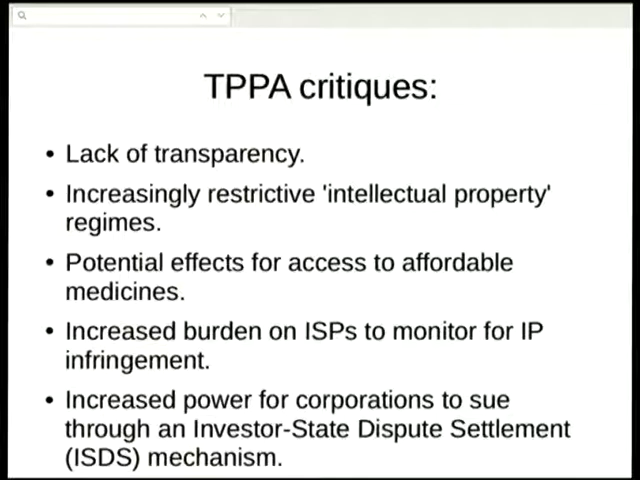 TPPA critiques:
• Lack of transparency.
• Increasingly restrictive 'intellectual property'
regimes.
• Potential effects for access to affordable
medicines.
• Increased burden on ISPs to monitor for IP
infringement.
• Increased power for corporations to sue
through an Investor-State Dispute Settlement
(ISDS) mechanism.